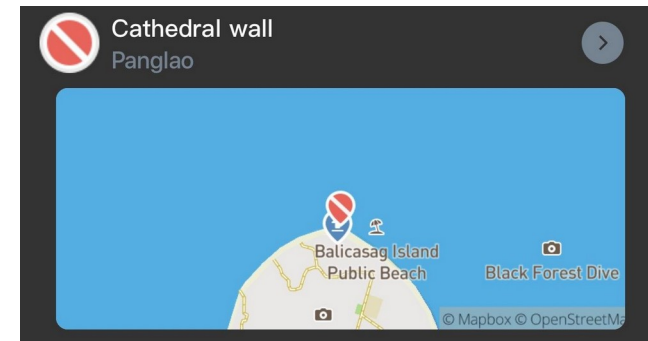 Cathedral wall
Panglao
Balicasag Island
Public Beach
Black Forest Dive
© Mapbox © OpenStreetMa